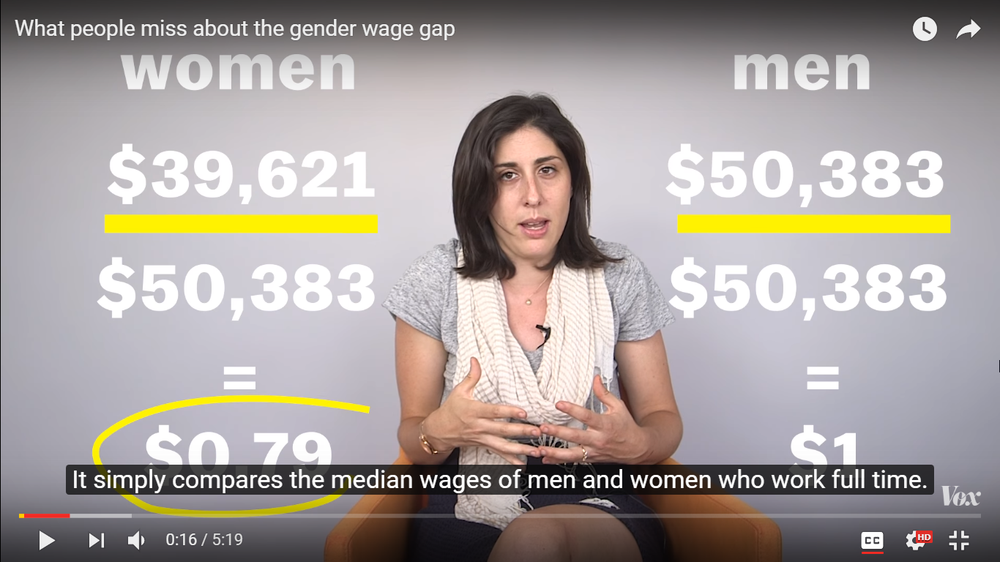 What people miss about the gender wage gap
women
men
$39,621
$50,383
$50,383
$50,383
=
=
$0.79
$1
It simply compares the median wages of men and women who work full time.
Vox
0:16 / 5:19
CC
HD